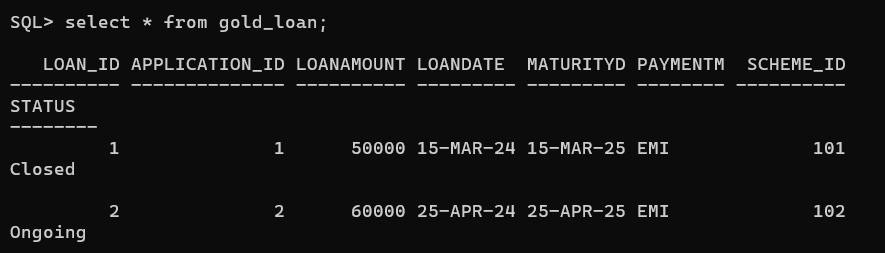 SQL> select * from gold_loan;
LOAN_ID APPLICATION_ID LOANAMOUNT LOANDATE MATURITYD PAYMENTM SCHEME_ID
---------- -------------- ---------- --------- --------- -------- ----------
STATUS
--------
1 1 50000 15-MAR-24 15-MAR-25 EMI 101
Closed
2 2 60000 25-APR-24 25-APR-25 EMI 102
Ongoing